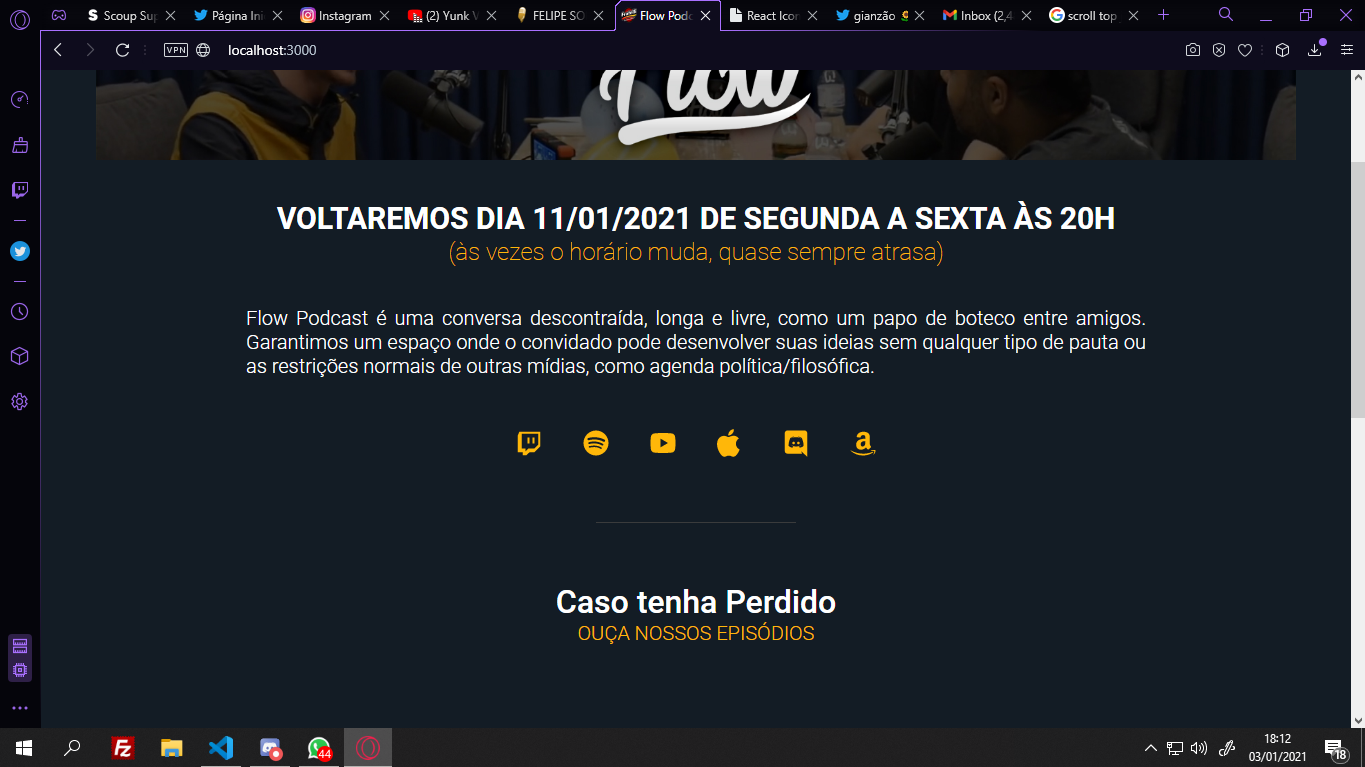 Scoup Sup
Página Ini
Instagram
(2) Yunk V
FELIPE SO
Flow Podc
React Icon
gianzão
Inbox (2,4
scroll top
VPN
localhost:3000
Flow
VOLTAREMOS DIA 11/01/2021 DE SEGUNDA A SEXTA ÀS 20H
(às vezes o horário muda, quase sempre atrasa)
Flow Podcast é uma conversa descontraída, longa e livre, como um papo de boteco entre amigos.
Garantimos um espaço onde o convidado pode desenvolver suas ideias sem qualquer tipo de pauta ou
as restrições normais de outras mídias, como agenda política/filosófica.
Caso tenha Perdido
OUÇA NOSSOS EPISÓDIOS
44
18:12
03/01/2021
18